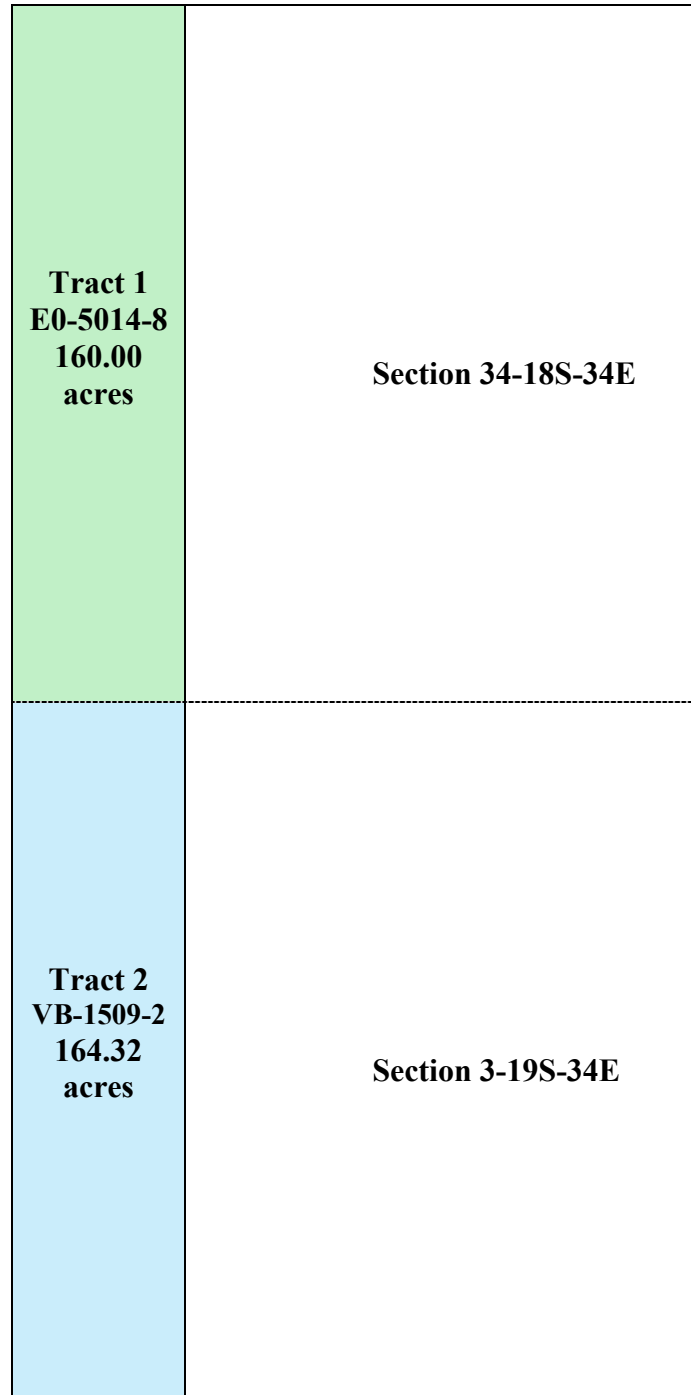 Tract 1
E0-5014-8
160.00
acres
Section 34-18S-34E
Tract 2
VB-1509-2
164.32
acres
Section 3-19S-34E